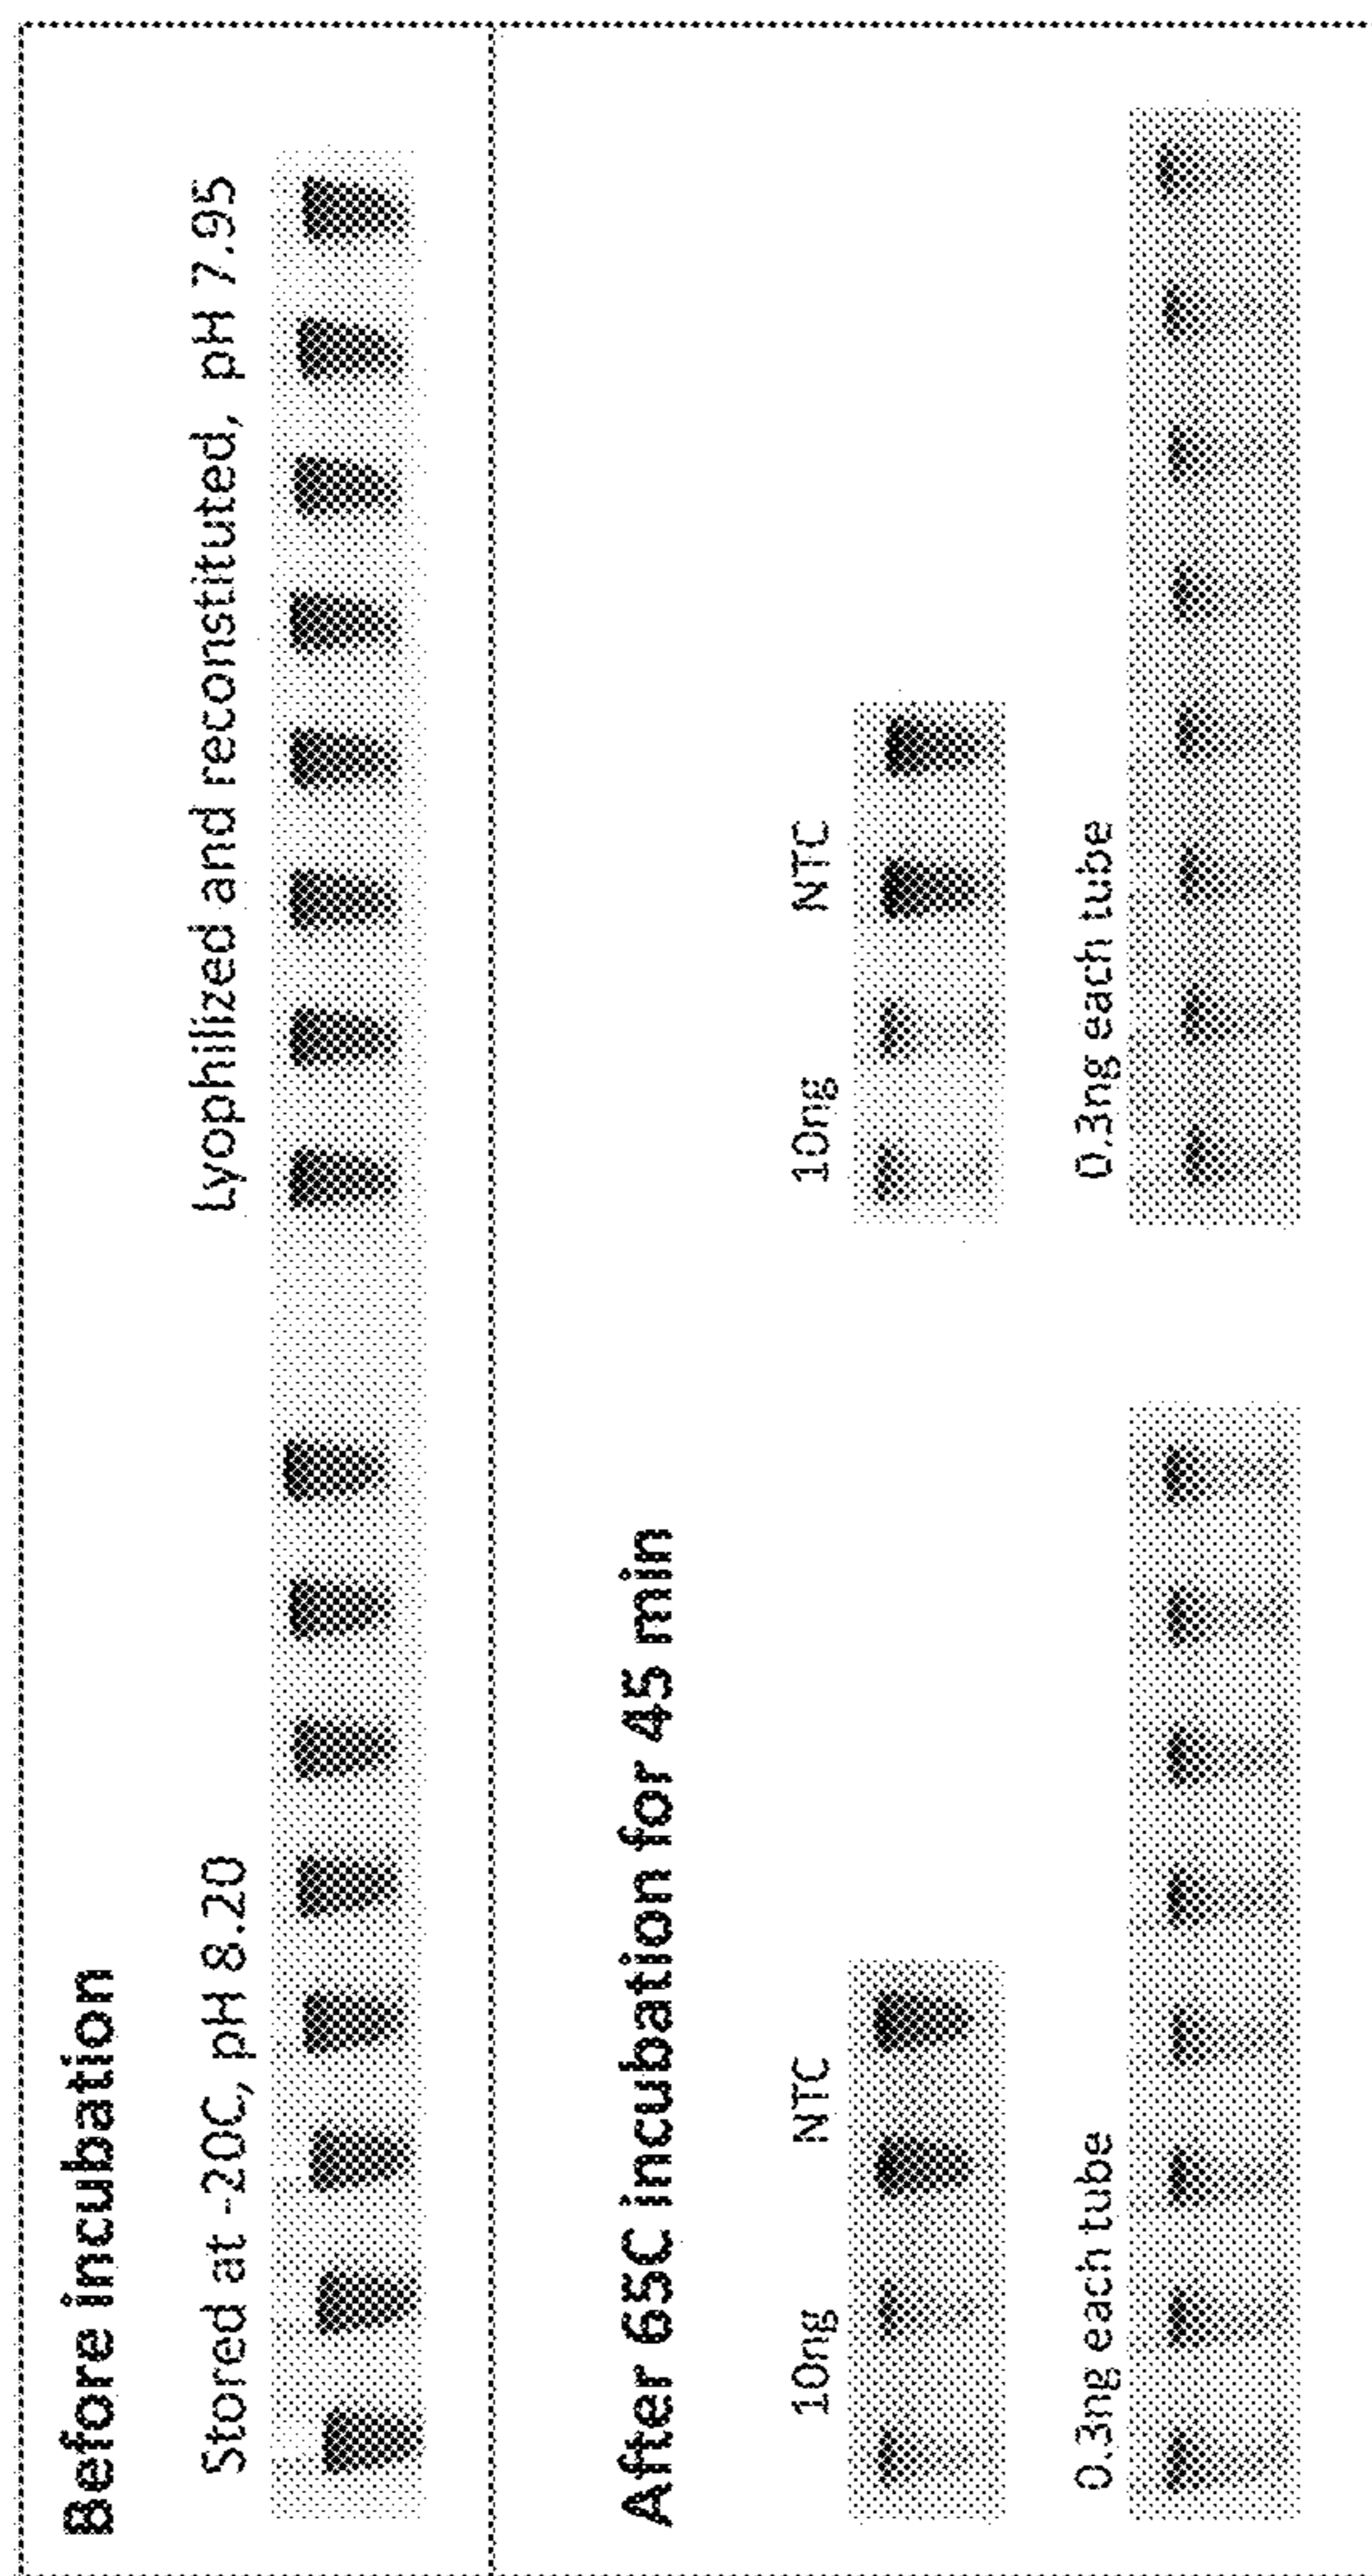 Before incubation
Stored at -20C, pH 8.20
Lyophilized and reconstituted, pH 7.95
After 65C incubation for 45 min
10ng
NTC
10ng
NTC
0.3ng each tube
0.3ng each tube